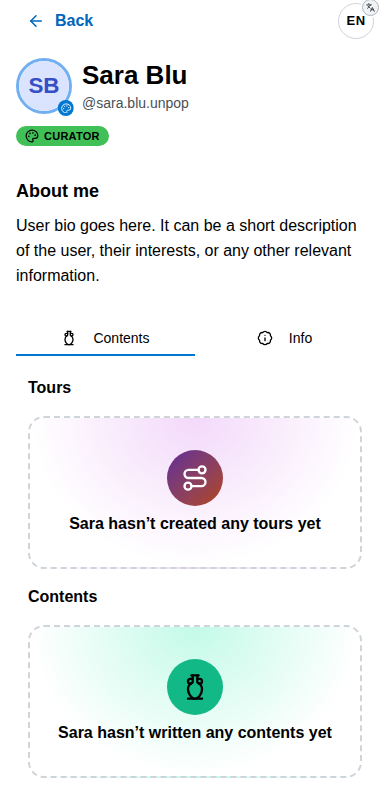 Back
EN
SB
Sara Blu
@sara.blu.unpop
CURATOR
About me
User bio goes here. It can be a short description
of the user, their interests, or any other relevant
information.
Contents
Info
Tours
Sara hasn’t created any tours yet
Contents
Sara hasn’t written any contents yet